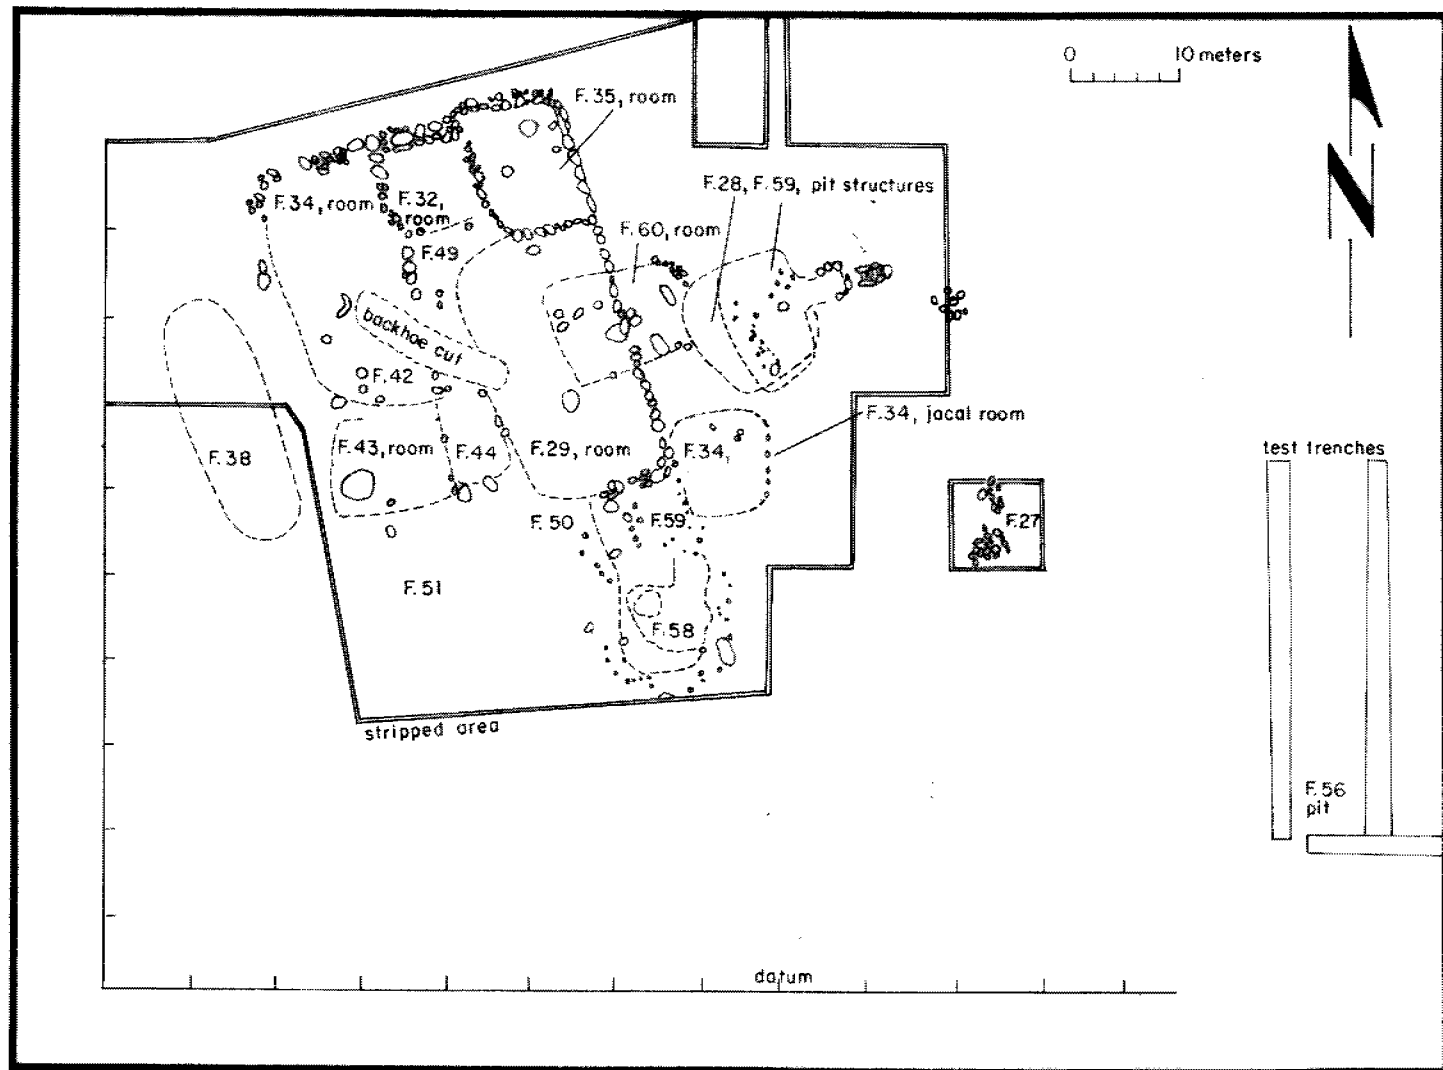 0 10 meters
N
F.35, room
F.28, F.59, pit structures
F.34, room
F.32,
room
F.60, room
F.49
backhoe cut
F.42
F.34, jacal room
F.43, room
F.44
F.29, room
F.34,
F.38
test trenches
F.50
F.59
F.27
F.51
F.58
stripped area
F.56
pit
datum